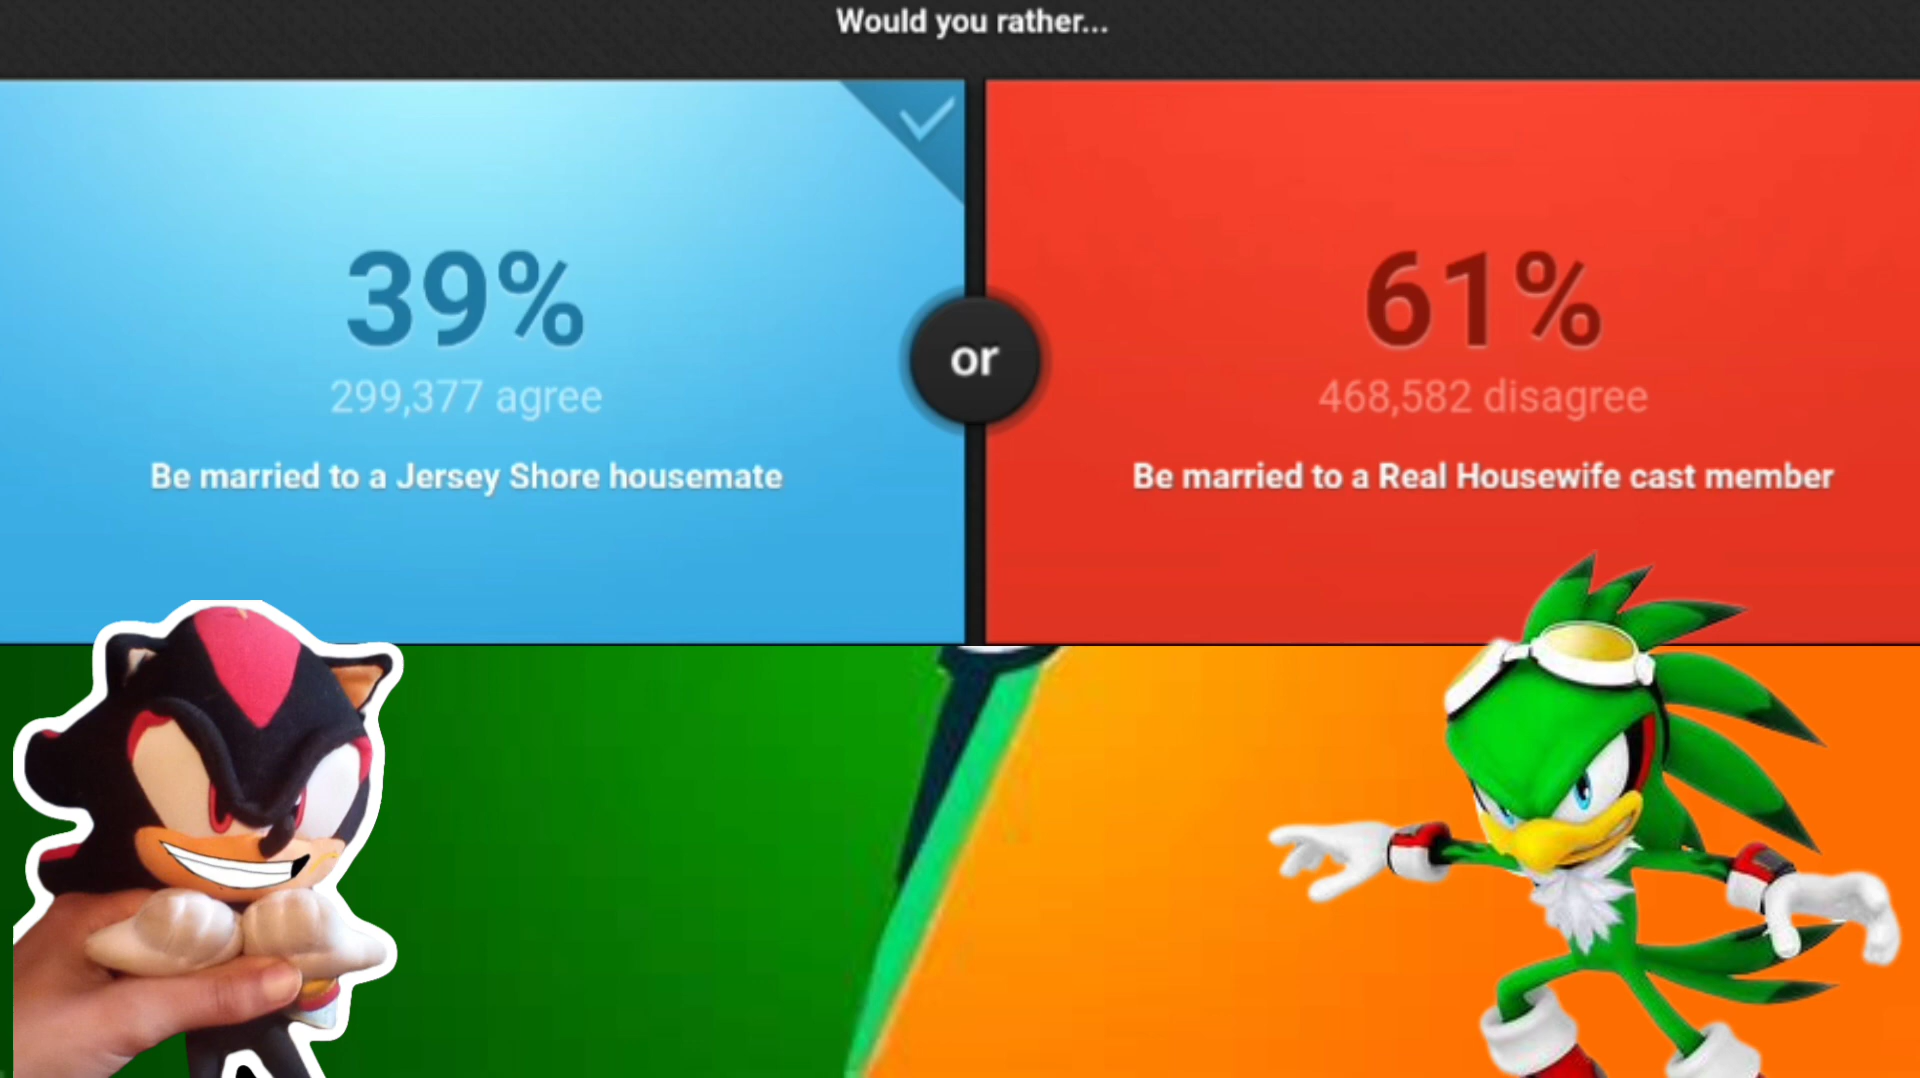 Would you rather...
39%
299,377 agree
Be married to a Jersey Shore housemate
or
61%
468,582 disagree
Be married to a Real Housewife cast member